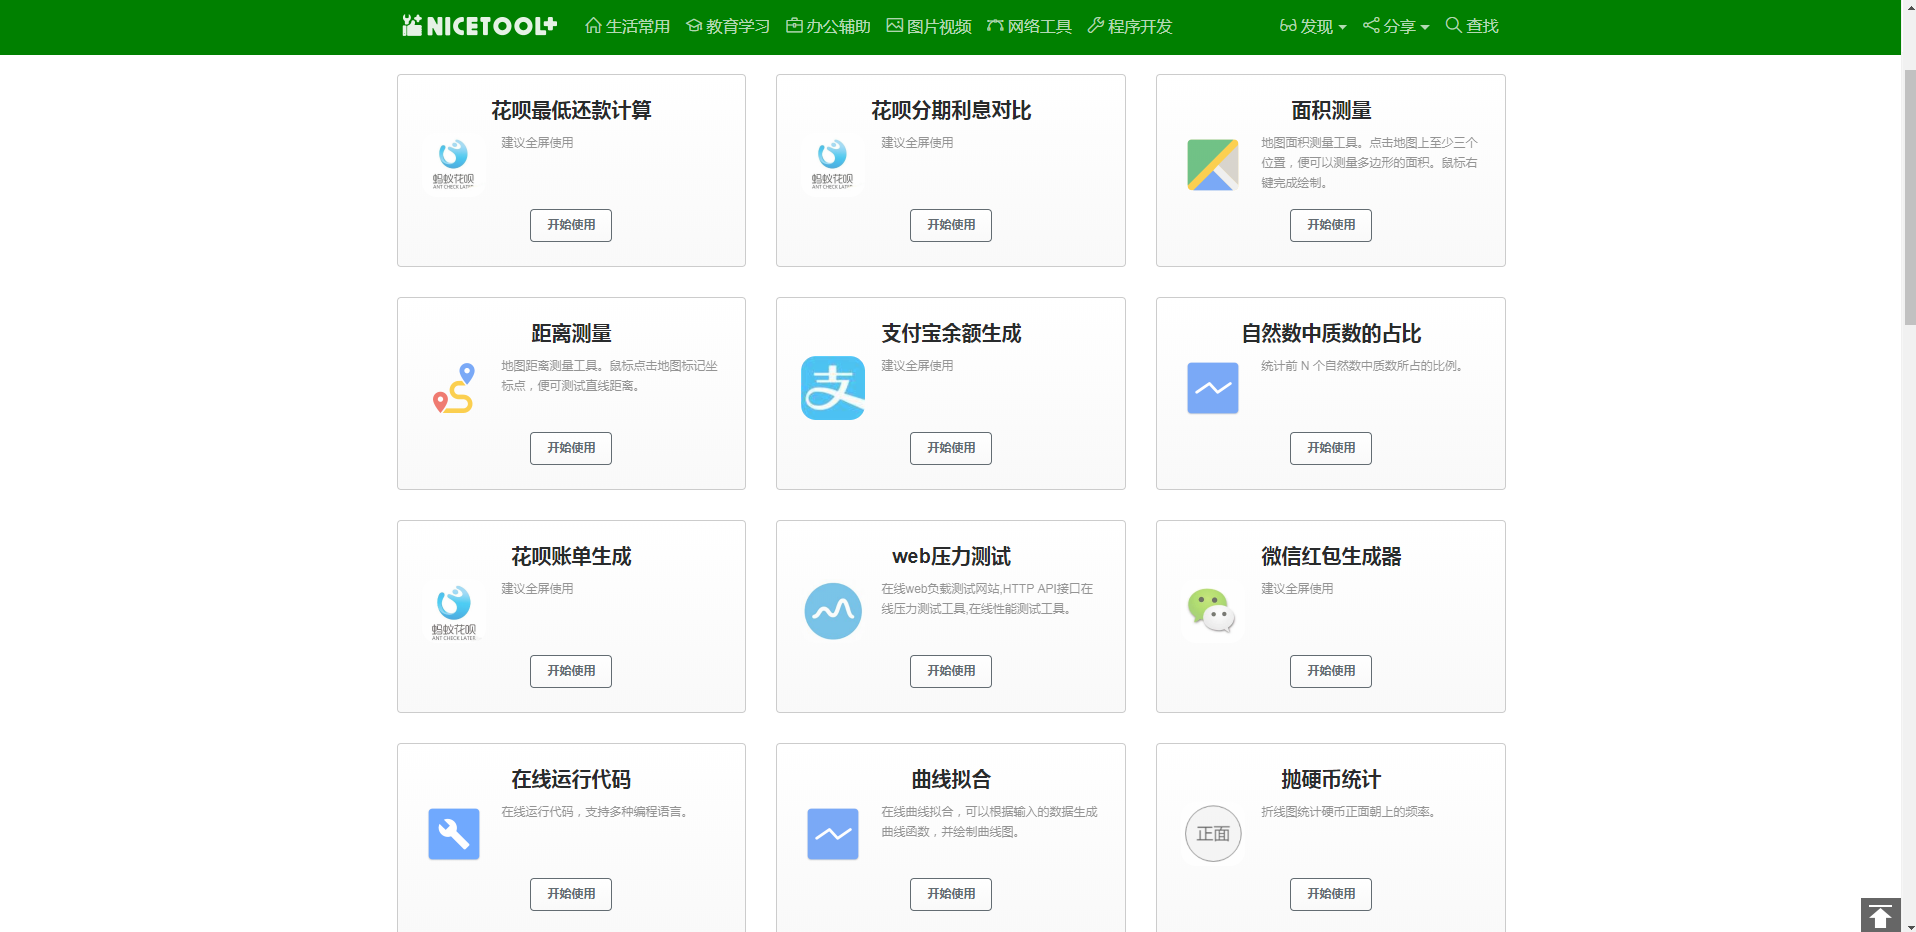 NICETOOL+ 生活常用 教育学习 办公辅助 图片视频 网络工具 程序开发 发现 分享 查找
花呗最低还款计算
建议全屏使用
蚂蚁花呗
ANT CHECK LATER
开始使用
花呗分期利息对比
建议全屏使用
蚂蚁花呗
ANT CHECK LATER
开始使用
面积测量
地图面积测量工具。点击地图上至少三个
位置，便可以测量多边形的面积。鼠标右
键完成绘制。
开始使用
距离测量
地图距离测量工具。鼠标点击地图标记坐
标点，便可测试直线距离。
开始使用
支付宝余额生成
建议全屏使用
支
开始使用
自然数中质数的占比
统计前 N 个自然数中质数所占的比例。
开始使用
花呗账单生成
建议全屏使用
蚂蚁花呗
ANT CHECK LATER
开始使用
web压力测试
在线web负载测试网站,HTTP API接口在
线压力测试工具,在线性能测试工具。
开始使用
微信红包生成器
建议全屏使用
开始使用
在线运行代码
在线运行代码，支持多种编程语言。
开始使用
曲线拟合
在线曲线拟合，可以根据输入的数据生成
曲线函数，并绘制曲线图。
开始使用
抛硬币统计
折线图统计硬币正面朝上的频率。
正面
开始使用